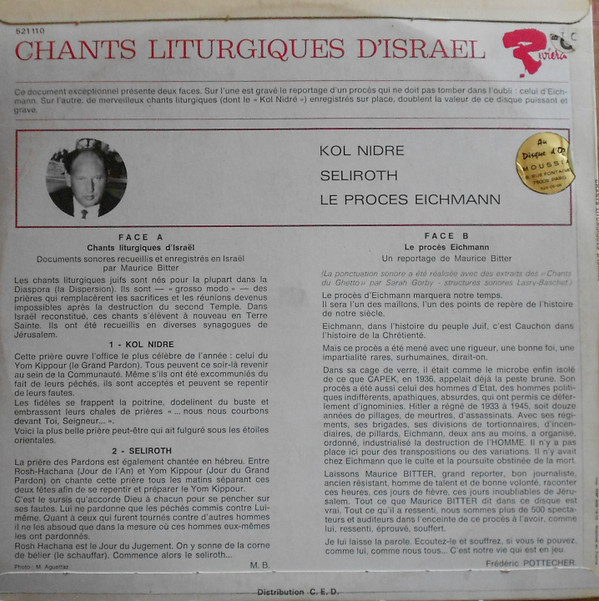 521110
CHANTS LITURGIQUES D'ISRAEL
Riviera
Ce document exceptionnel présente deux faces. Sur l'une est gravé le reportage d'un procès qui ne doit pas tomber dans l'oubli : celui d'Eich-
mann. Sur l'autre, de merveilleux chants liturgiques (dont le « Kol Nidré ») enregistrés sur place, doublent la valeur de ce disque puissant et
grave.
KOL NIDRE
SELIROTH
LE PROCES EICHMANN
Au
Disque d'Or
MOUSSI
RUE FONTAINE
75009 PARIS
FACE A
Chants liturgiques d'Israël
Documents sonores recueillis et enregistrés en Israël
par Maurice Bitter
Les chants liturgiques juifs sont nés pour la plupart dans la
Diaspora (la Dispersion). Ils sont — « grosso modo » — des
prières qui remplacèrent les sacrifices et les réunions devenus
impossibles après la destruction du second Temple. Dans
Israël reconstitué, ces chants s'élèvent à nouveau en Terre
Sainte. Ils ont été recueillis en diverses synagogues de
Jérusalem.
1 - KOL NIDRE
Cette prière ouvre l'office le plus célèbre de l'année : celui du
Yom Kippour (le Grand Pardon). Tous peuvent ce soir-là revenir
au sein de la Communauté. Même s'ils ont été excommuniés du
fait de leurs péchés, ils sont acceptés et peuvent se repentir
de leurs fautes.
Les fidèles se frappent la poitrine, dodelinent du buste et
embrassent leurs chales de prières « ... nous nous courbons
devant Toi, Seigneur... ».
Voici la plus belle prière peut-être qui ait fulguré sous les étoiles
orientales.
2 - SELIROTH
La prière des Pardons est également chantée en hébreu. Entre
Rosh-Hachana (Jour de l'An) et Yom Kippour (Jour du Grand
Pardon) on chante cette prière tous les matins séparant ces
deux fêtes afin de se repentir et préparer le Yom Kippour.
C'est le sursis qu'accorde Dieu à chacun pour se pencher sur
ses fautes. Lui ne pardonne que les péchés commis contre Lui-
même. Quant à ceux qui furent tournés contre d'autres hommes
il ne les absoud que dans la mesure où ces hommes eux-mêmes
les ont pardonnés.
Rosh Hachana est le Jour du Jugement. On y sonne de la corne
de bélier (le schauffar). Commence alors le seliroth...
Photo : M. Aguettaz
M. B.
FACE B
Le procès Eichmann
Un reportage de Maurice Bitter
(La ponctuation sonore a été réalisée avec des extraits des « Chants
du Ghetto » par Sarah Gorby - structures sonores Lasry-Baschet.)
Le procès d'Eichmann marquera notre temps.
Il sera l'un des maillons, l'un des points de repère de l'histoire
de notre siècle.
Eichmann, dans l'histoire du peuple Juif, c'est Cauchon dans
l'histoire de la Chrétienté.
Mais ce procès a été mené avec une rigueur, une bonne foi, une
impartialité rares, surhumaines, dirait-on.
Dans sa cage de verre, il était comme le microbe enfin isolé
de ce que CAPEK, en 1936, appelait déjà la peste brune. Son
procès a été aussi celui des hommes d'Etat, des hommes politi-
ques indifférents, apathiques, absurdes, qui ont permis ce défer-
lement d'ignominies. Hitler a régné de 1933 à 1945, soit douze
années de pillages, de meurtres, d'assassinats. Avec ses régi-
ments, ses brigades, ses divisions de tortionnaires, d'incen-
diaires, de pillards, Eichmann, deux ans au moins, a organisé,
ordonné, industrialisé la destruction de l'HOMME. Il n'y a pas
place ici pour des transpositions ou des variations. Il n'y avait
chez Eichmann que le culte et la poursuite obstinée de la mort.
Laissons Maurice BITTER, grand reporter, bon journaliste,
ancien résistant, homme de talent et de bonne volonté, raconter
ces heures, ces jours de fièvre, ces jours inoubliables de Jéru-
salem. Tout ce que Maurice BITTER dit dans ce disque est
vrai. Tout ce qu'il a ressenti, nous sommes plus de 500 specta-
teurs et auditeurs dans l'enceinte de ce procès à l'avoir, comme
lui, ressenti, éprouvé, souffert.
Je lui laisse la parole. Ecoutez-le et souffrez, si vous le pouvez,
comme lui, comme nous tous... C'est notre vie qui est en jeu.
Frédéric POTTECHER
Distribution C. E. D.